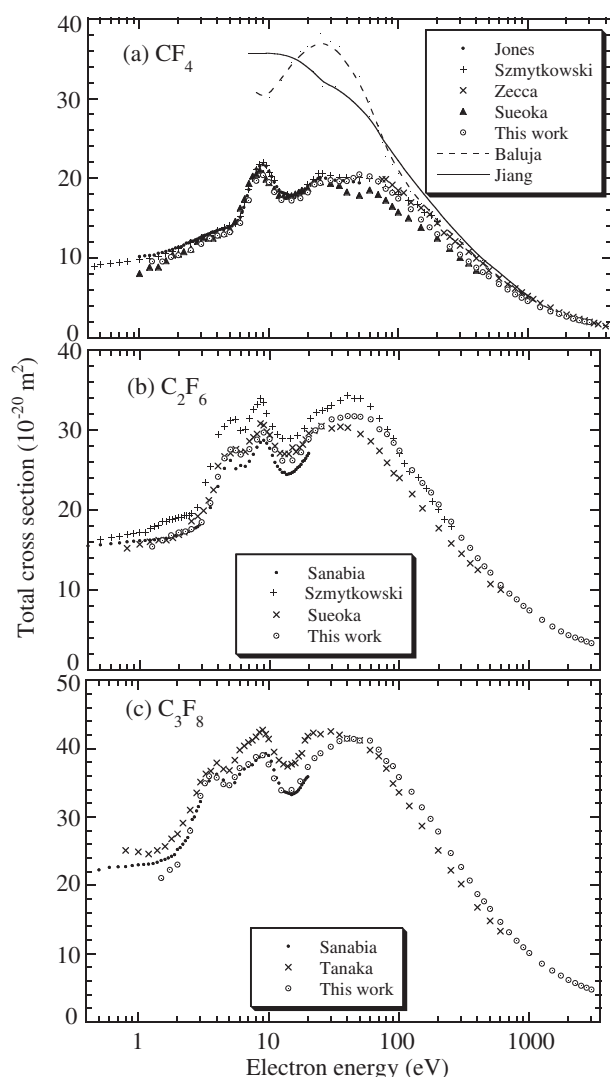 40
30
20
10
0
(a) CF4
Jones
Szmytkowski
Zecca
Sueoka
This work
Baluja
Jiang
40
30
20
10
0
(b) C2F6
Sanabia
Szmytkowski
Sueoka
This work
Total cross section (10-20 m2)
50
40
30
20
10
0
(c) C3F8
Sanabia
Tanaka
This work
1 10 100 1000
Electron energy (eV)